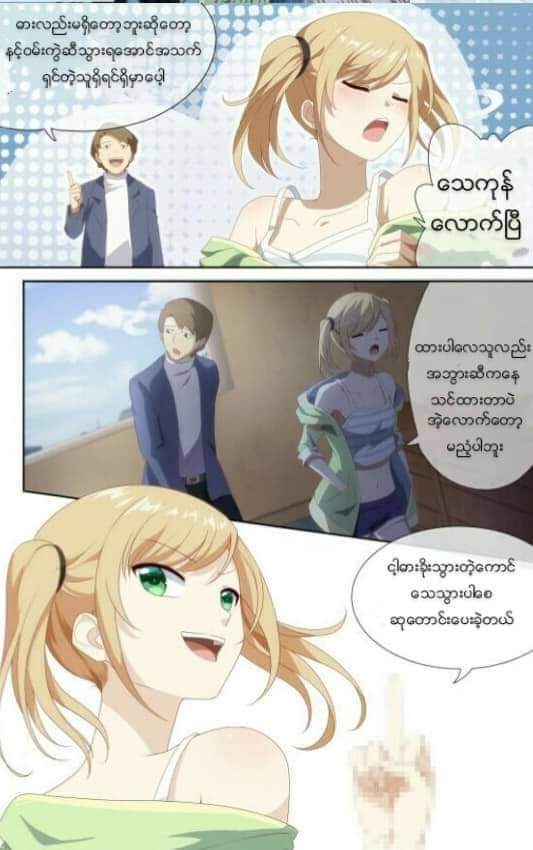 ဓားလည်းမရှိတော့ဘူးဆိုတော့
နင့်ဝမ်းကွဲဆီသွားရအောင်အသက်
ရှင်တဲ့သူရှိရင်ရှိမှာပေါ့
သေကုန်
လောက်ပြီ
ထားပါလေသူလည်း
အဘွားဆီကနေ
သင်ထားတာပဲ
အဲ့လောက်တော့
မညံ့ပါဘူး
ငါ့ဓားခိုးသွားတဲ့ကောင်
သေသွားပါစေ
ဆုတောင်းပေးခဲ့တယ်